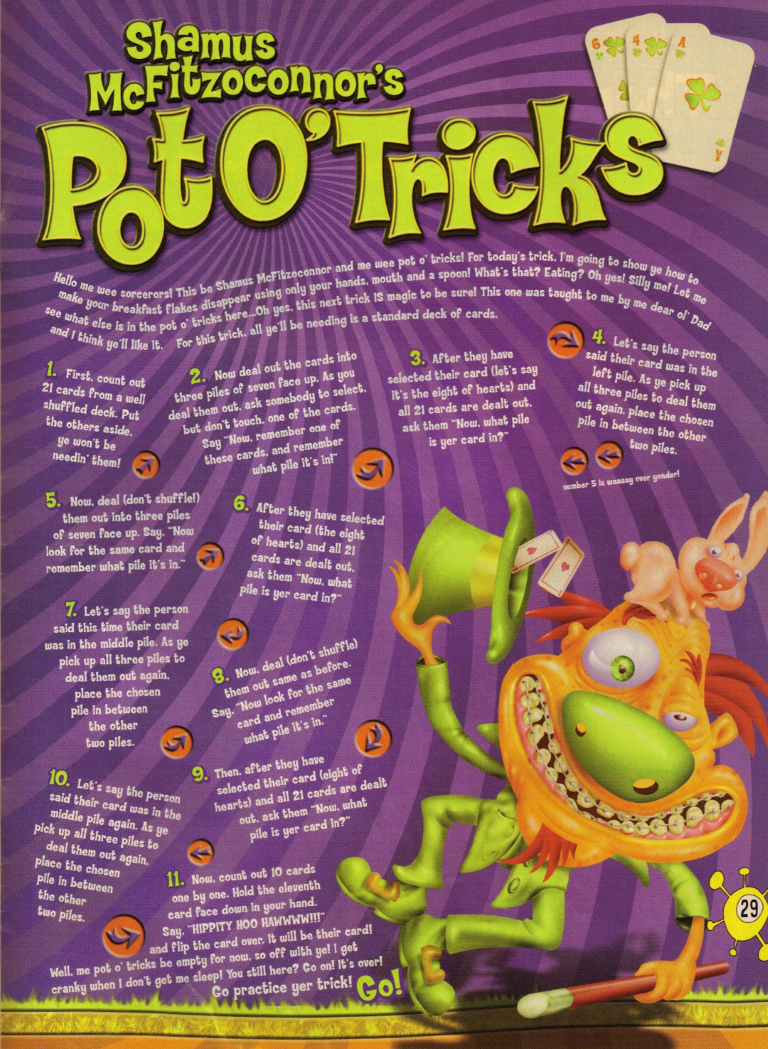 Shamus
McFitzoconnor's
Pot O' Tricks
6 4 A
A
Hello me wee sorcerors! This be Shamus McFitzoconnor and me wee pot o' tricks! For today's trick, I'm going to show ye how to
make your breakfast flakes disappear using only your hands, mouth and a spoon! What's that? Eating? Oh yes! Silly me! Let me
see what else is in the pot o' tricks here...Oh yes, this next trick IS magic to be sure! This one was taught to me by me dear ol' Dad
and I think ye'll like it. For this trick, all ye'll be needing is a standard deck of cards.
1. First, count out
21 cards from a well
shuffled deck. Put
the others aside,
ye won't be
needin' them!
2. Now deal out the cards into
three piles of seven face up. As you
deal them out, ask somebody to select,
but don't touch, one of the cards.
Say "Now, remember one of
these cards, and remember
what pile it's in!"
3. After they have
selected their card (let's say
it's the eight of hearts) and
all 21 cards are dealt out,
ask them "Now, what pile
is yer card in?"
4. Let's say the person
said their card was in the
left pile. As ye pick up
all three piles to deal them
out again, place the chosen
pile in between the other
two piles.
number 5 is waaaay over yonder!
5. Now, deal (don't shuffle!)
them out into three piles
of seven face up. Say, "Now
look for the same card and
remember what pile it's in."
6. After they have selected
their card (the eight
of hearts) and all 21
cards are dealt out,
ask them "Now, what
pile is yer card in?"
7. Let's say the person
said this time their card
was in the middle pile. As ye
pick up all three piles to
deal them out again,
place the chosen
pile in between
the other
two piles.
8. Now, deal (don't shuffle)
them out same as before.
Say, "Now look for the same
card and remember
what pile it's in."
9. Then, after they have
selected their card (eight of
hearts) and all 21 cards are dealt
out, ask them "Now, what
pile is yer card in?"
10. Let's say the person
said their card was in the
middle pile again. As ye
pick up all three piles to
deal them out again,
place the chosen
pile in between
the other
two piles.
11. Now, count out 10 cards
one by one. Hold the eleventh
card face down in your hand.
Say, "HIPPITY HOO HAWWWW!!!"
and flip the card over. It will be their card!
Well, me pot o' tricks be empty for now, so off with ye! I get
cranky when I don't get me sleep! You still here? Go on! It's over!
Go practice yer trick! Go!
29